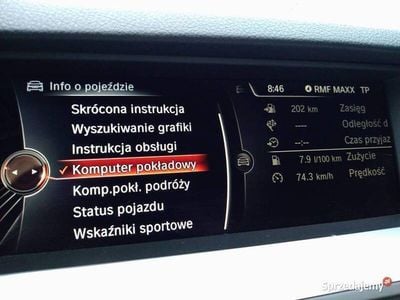 Info o pojeździe
8:46 RMF MAXX TP
Skrócona instrukcja
Wyszukiwanie grafiki
Instrukcja obsługi
Komputer pokładowy
Komp.pokł. podróży
Status pojazdu
Wskaźniki sportowe
202 km Zasięg
---- Odległość d
--:-- Czas przyjaz
7.9 l/100 km Zużycie
74.3 km/h Prędkość
Sprzedajemy